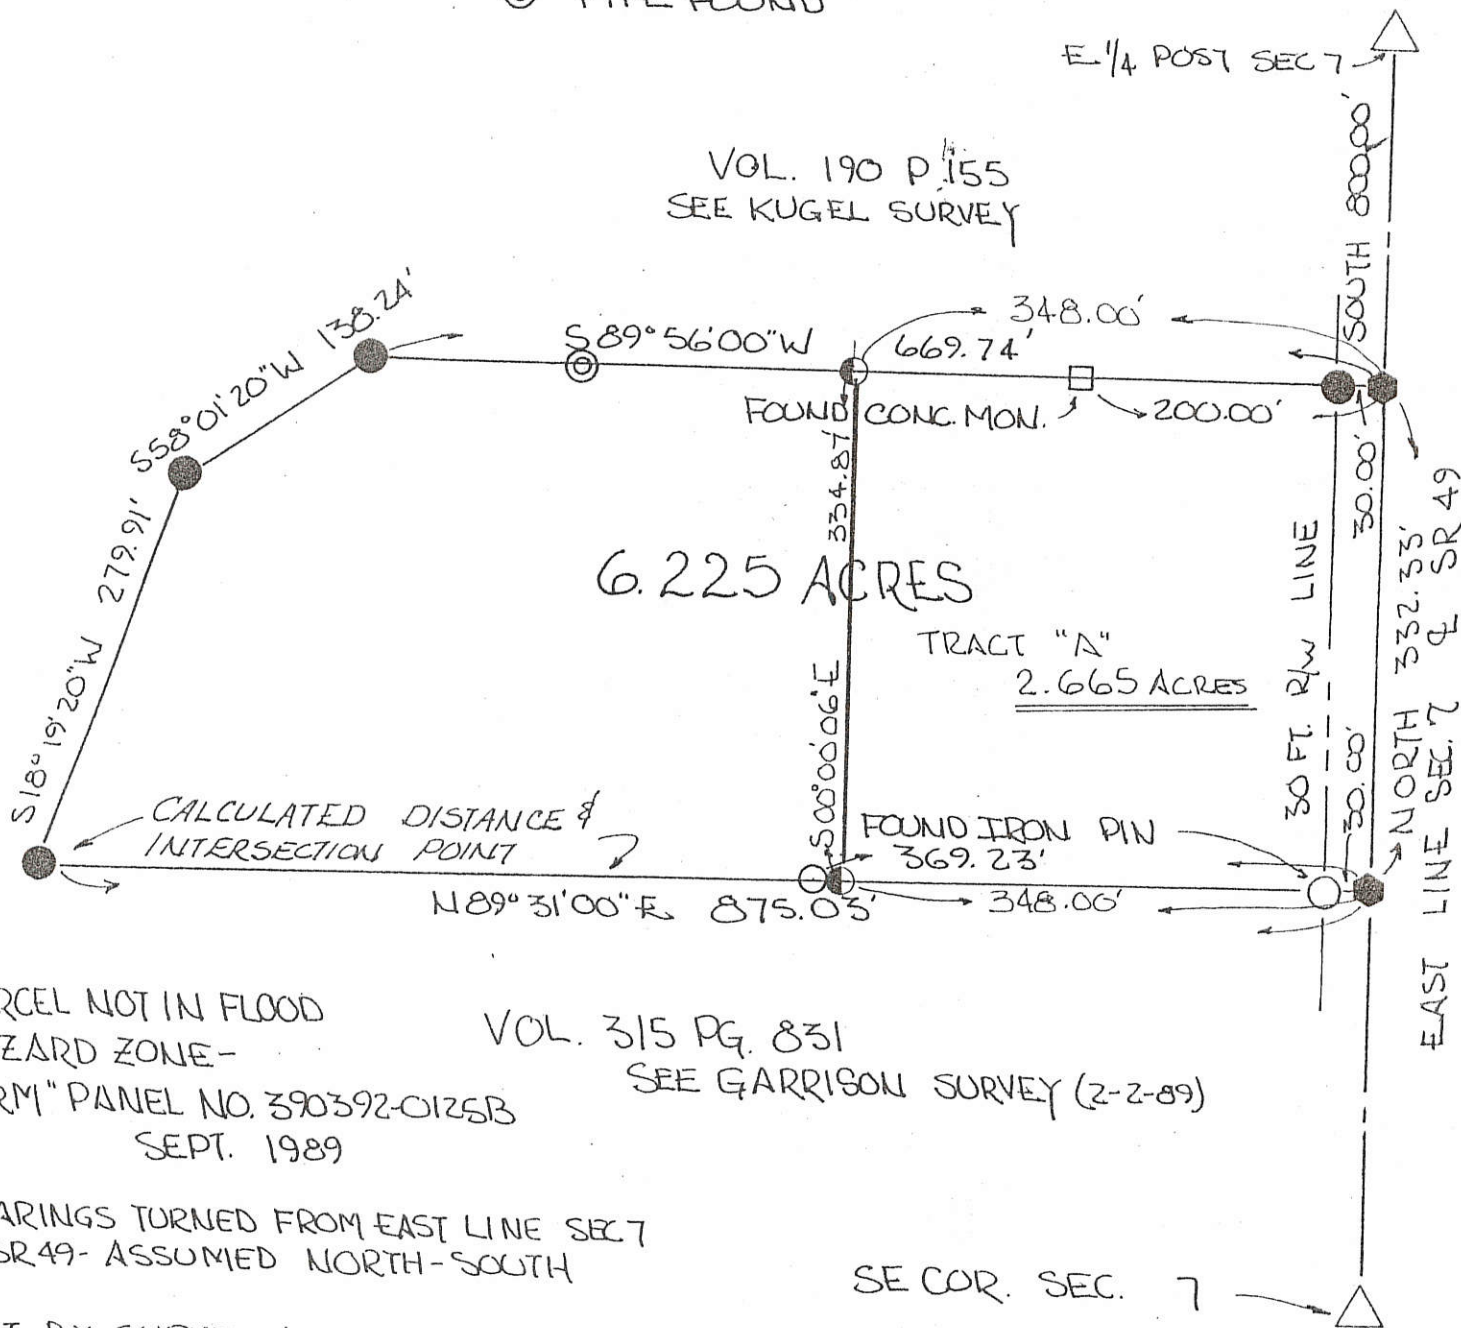 PIPE FOUND
E 1/4 POST SEC 7
SOUTH 800.00'
VOL. 190 P. 155
SEE KUGEL SURVEY
348.00'
S89°56'00"W 669.74'
S58°01'20"W 138.24'
FOUND CONC. MON.
200.00'
30.00'
S18°19'20"W 279.91'
334.87'
S00°00'06"E
6.225 ACRES
TRACT "A"
2.665 ACRES
30 FT. R/W LINE
30.00'
NORTH 332.33'
EAST LINE SEC. 7 ℄ SR 49
CALCULATED DISTANCE &
INTERSECTION POINT
FOUND IRON PIN
369.23'
N89°31'00"E 875.03'
348.00'
RCEL NOT IN FLOOD
ZARD ZONE-
RM" PANEL NO. 390392-0125B
SEPT. 1989
VOL. 315 PG. 831
SEE GARRISON SURVEY (2-2-89)
ARINGS TURNED FROM EAST LINE SEC 7
SR 49- ASSUMED NORTH-SOUTH
SE COR. SEC. 7